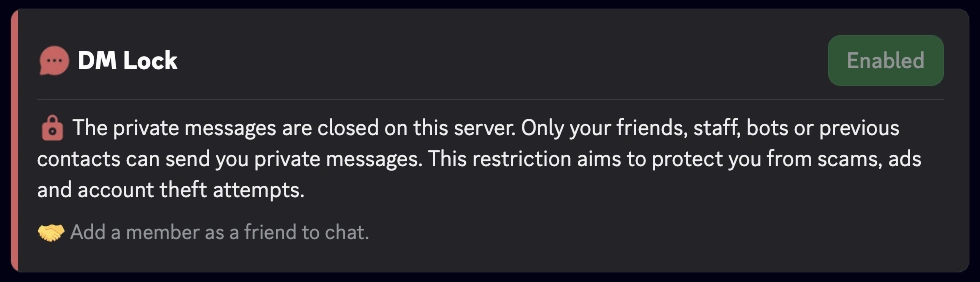 DM Lock
Enabled
The private messages are closed on this server. Only your friends, staff, bots or previous
contacts can send you private messages. This restriction aims to protect you from scams, ads
and account theft attempts.
Add a member as a friend to chat.